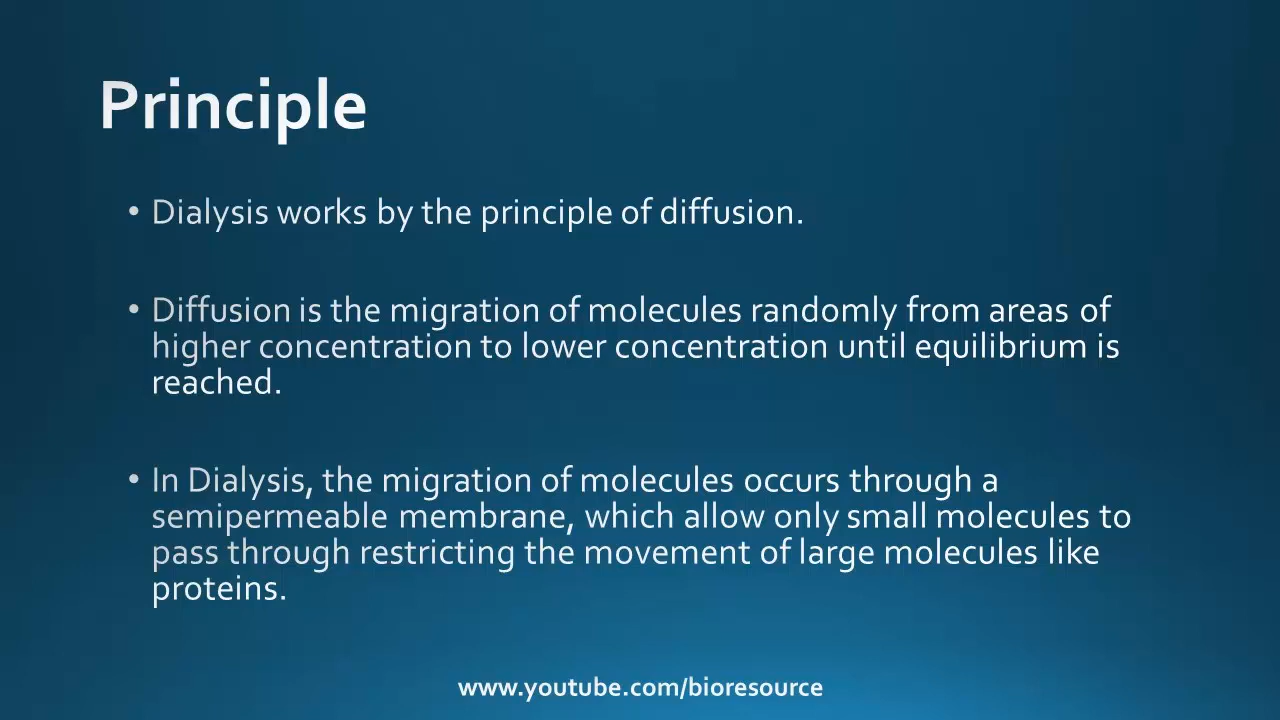 Principle
• Dialysis works by the principle of diffusion.
• Diffusion is the migration of molecules randomly from areas of
higher concentration to lower concentration until equilibrium is
reached.
• In Dialysis, the migration of molecules occurs through a
semipermeable membrane, which allow only small molecules to
pass through restricting the movement of large molecules like
proteins.
www.youtube.com/bioresource